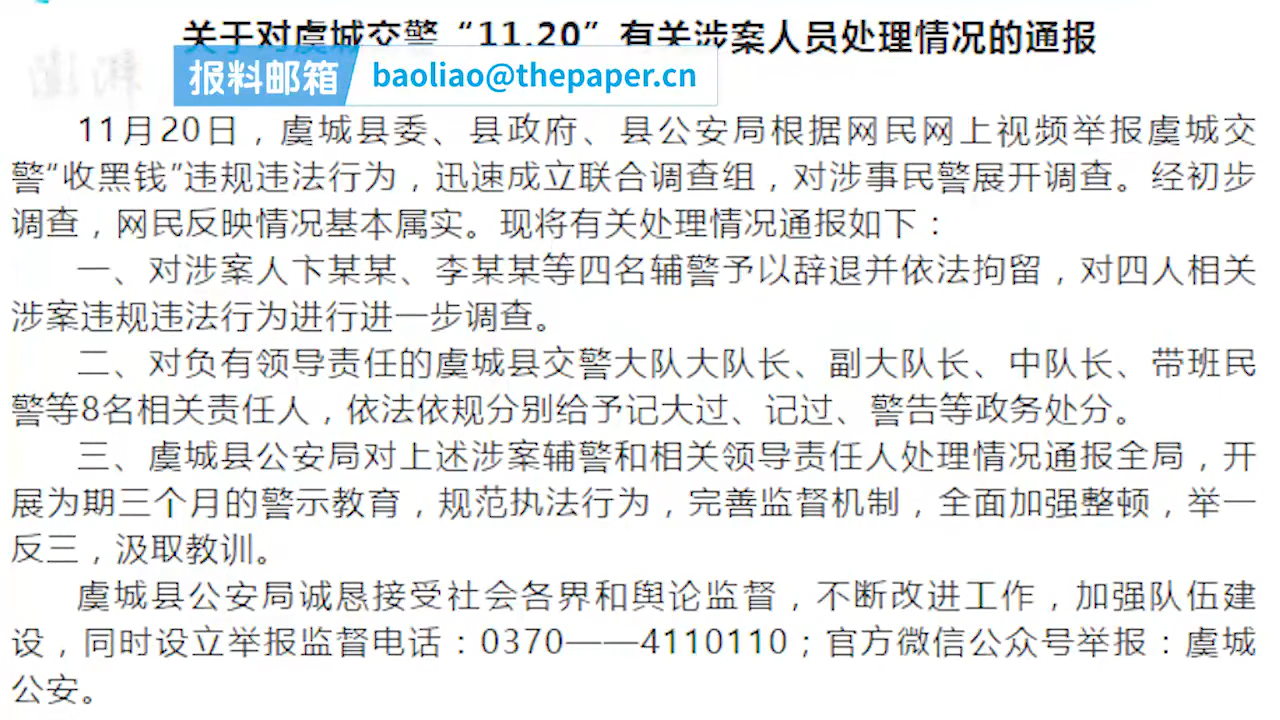 关于对虞城交警“11.20”有关涉案人员处理情况的通报
澎湃
报料邮箱 baoliao@thepaper.cn
11月20日，虞城县委、县政府、县公安局根据网民网上视频举报虞城交
警“收黑钱”违规违法行为，迅速成立联合调查组，对涉事民警展开调查。经初步
调查，网民反映情况基本属实。现将有关处理情况通报如下：
一、对涉案人卞某某、李某某等四名辅警予以辞退并依法拘留，对四人相关
涉案违规违法行为进行进一步调查。
二、对负有领导责任的虞城县交警大队大队长、副大队长、中队长、带班民
警等8名相关责任人，依法依规分别给予记大过、记过、警告等政务处分。
三、虞城县公安局对上述涉案辅警和相关领导责任人处理情况通报全局，开
展为期三个月的警示教育，规范执法行为，完善监督机制，全面加强整顿，举一
反三，汲取教训。
虞城县公安局诚恳接受社会各界和舆论监督，不断改进工作，加强队伍建
设，同时设立举报监督电话：0370——4110110；官方微信公众号举报：虞城
公安。